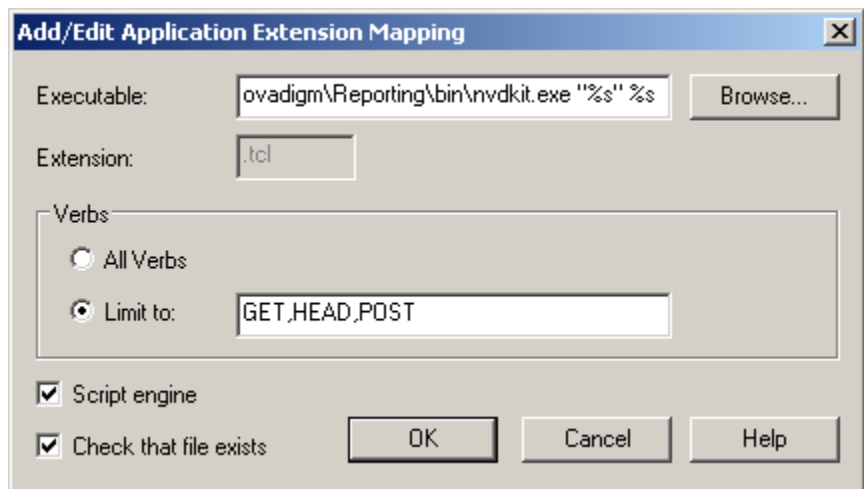 Add/Edit Application Extension Mapping
Executable: ovadigm\Reporting\bin\nvdkit.exe "%s" %s Browse...
Extension: .tcl
Verbs
All Verbs
Limit to: GET,HEAD,POST
Script engine
Check that file exists OK Cancel Help